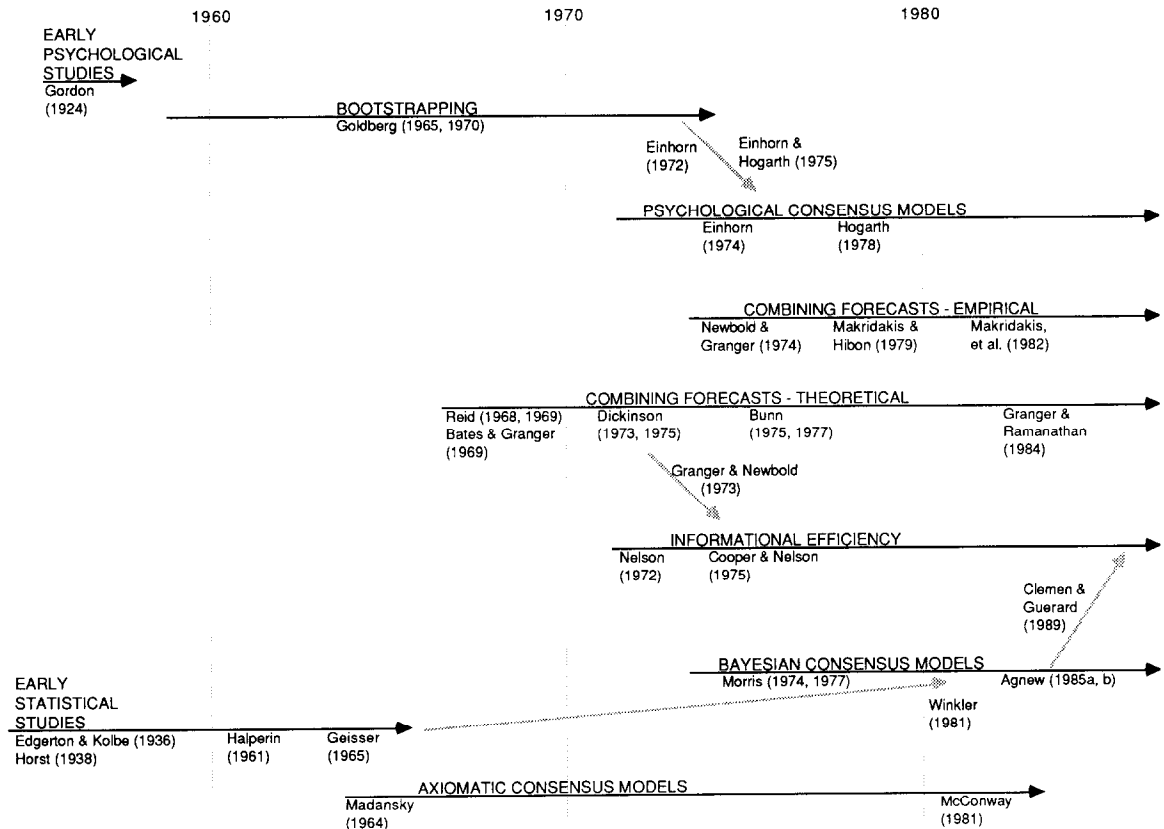 1960
1970
1980
EARLY
PSYCHOLOGICAL
STUDIES
Gordon
(1924)
BOOTSTRAPPING
Goldberg (1965, 1970)
Einhorn
(1972)
Einhorn &
Hogarth (1975)
PSYCHOLOGICAL CONSENSUS MODELS
Einhorn
(1974)
Hogarth
(1978)
COMBINING FORECASTS - EMPIRICAL
Newbold &
Granger (1974)
Makridakis &
Hibon (1979)
Makridakis,
et al. (1982)
COMBINING FORECASTS - THEORETICAL
Reid (1968, 1969)
Bates & Granger
(1969)
Dickinson
(1973, 1975)
Bunn
(1975, 1977)
Granger &
Ramanathan
(1984)
Granger & Newbold
(1973)
INFORMATIONAL EFFICIENCY
Nelson
(1972)
Cooper & Nelson
(1975)
Clemen &
Guerard
(1989)
BAYESIAN CONSENSUS MODELS
Morris (1974, 1977)
Agnew (1985a, b)
Winkler
(1981)
EARLY
STATISTICAL
STUDIES
Edgerton & Kolbe (1936)
Horst (1938)
Halperin
(1961)
Geisser
(1965)
AXIOMATIC CONSENSUS MODELS
Madansky
(1964)
McConway
(1981)